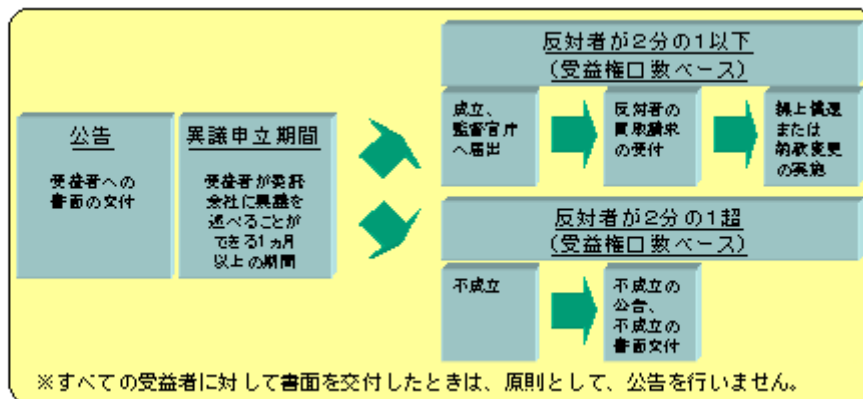 公告
受益者への
書面の交付
異議申立期間
受益者が委託
会社に異議を
述べることが
できる1ヵ月
以上の期間
反対者が2分の1以下
(受益権口数ベース)
成立、
監督官庁
へ届出
反対者の
買取請求
の受付
繰上償還
または
約款変更
の実施
反対者が2分の1超
(受益権口数ベース)
不成立
不成立の
公告、
不成立の
書面交付
※すべての受益者に対して書面を交付したときは、原則として、公告を行いません。